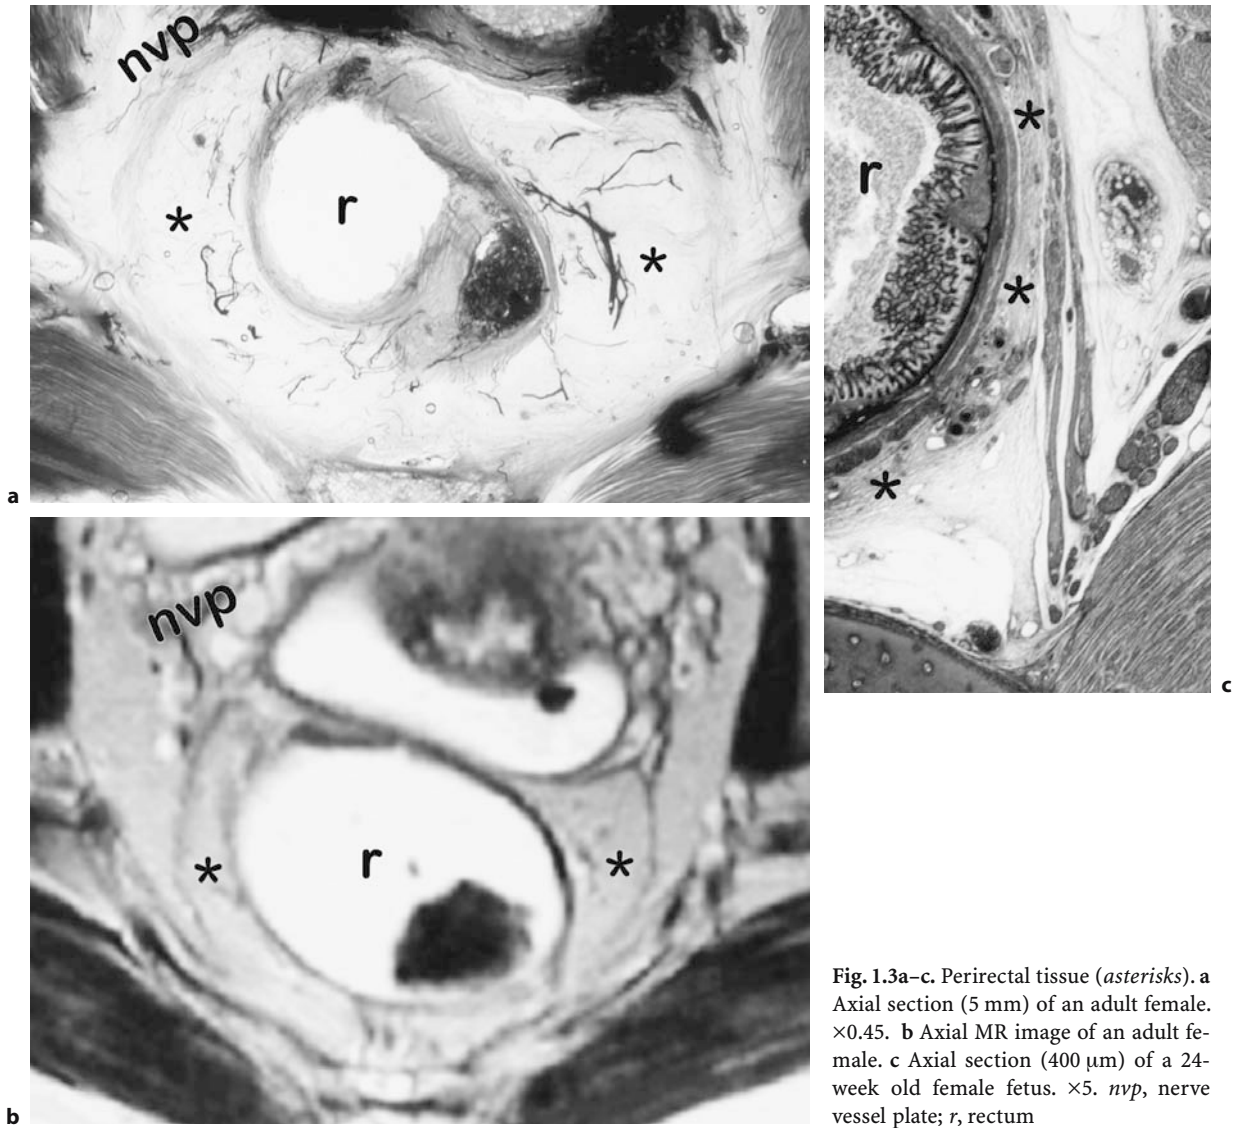 nvp
*
r
*
a
*
r
*
*
c
nvp
*
r
*
b
Fig. 1.3a–c. Perirectal tissue (asterisks). a
Axial section (5 mm) of an adult female.
×0.45. b Axial MR image of an adult fe-
male. c Axial section (400 µm) of a 24-
week old female fetus. ×5. nvp, nerve
vessel plate; r, rectum